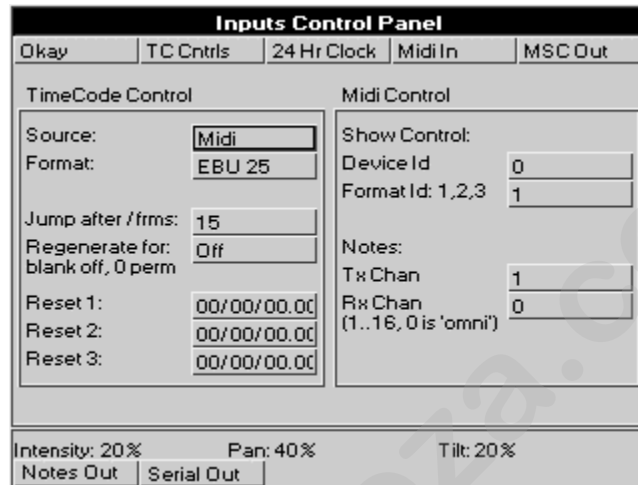 Inputs Control Panel
Okay TC Cntrls 24 Hr Clock Midi In MSC Out
TimeCode Control
Source: Midi
Format: EBU 25
Jump after /frms: 15
Regenerate for: Off
blank off, 0 perm
Reset 1: 00/00/00.00
Reset 2: 00/00/00.00
Reset 3: 00/00/00.00
Midi Control
Show Control:
Device Id 0
Format Id: 1,2,3 1
Notes:
Tx Chan 1
Rx Chan 0
(1..16, 0 is 'omni')
Intensity: 20% Pan: 40% Tilt: 20%
Notes Out Serial Out